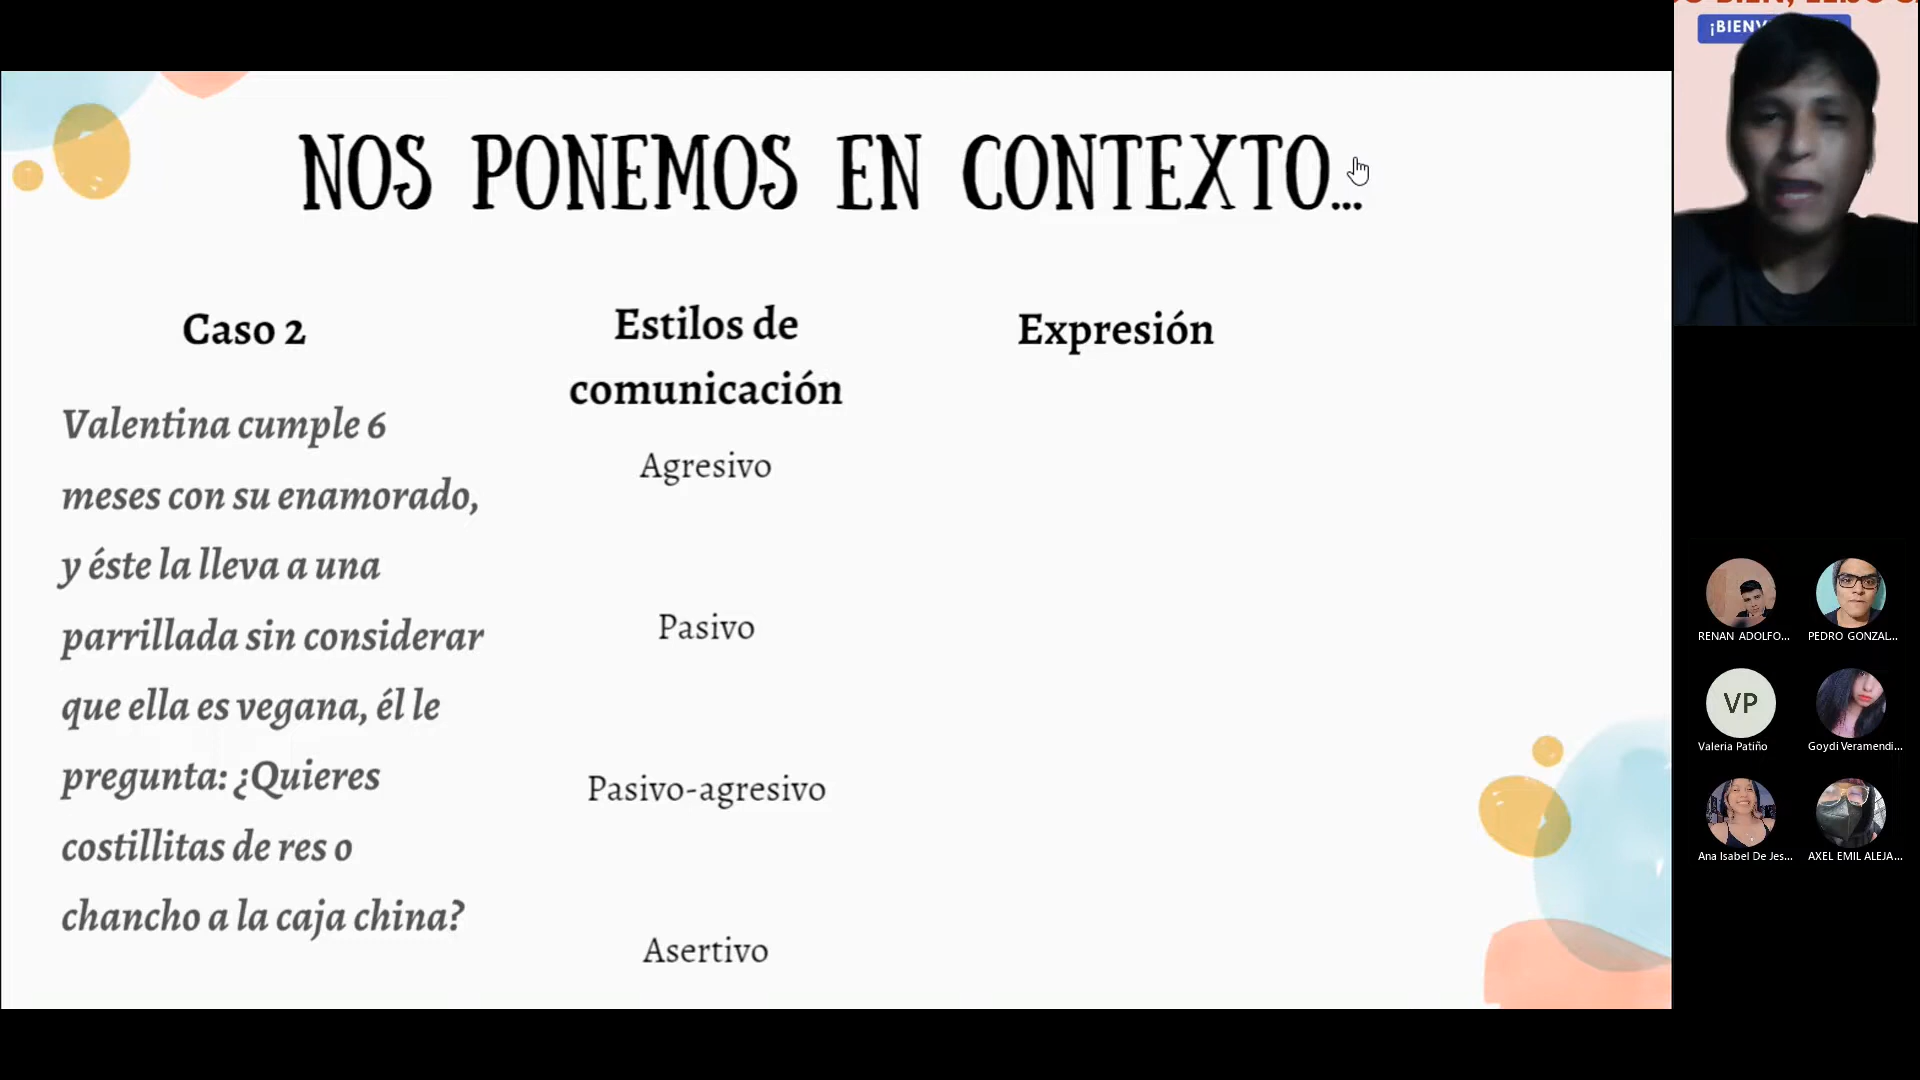 NOS PONEMOS EN CONTEXTO...
Caso 2
Valentina cumple 6
meses con su enamorado,
y éste la lleva a una
parrillada sin considerar
que ella es vegana, él le
pregunta: ¿Quieres
costillitas de res o
chancho a la caja china?
Estilos de
comunicación
Agresivo
Pasivo
Pasivo-agresivo
Asertivo
Expresión
RENAN ADOLFO...
PEDRO GONZAL...
VP
Valeria Patiño
Goydi Veramendi...
Ana Isabel De Jes...
AXEL EMIL ALEJA...